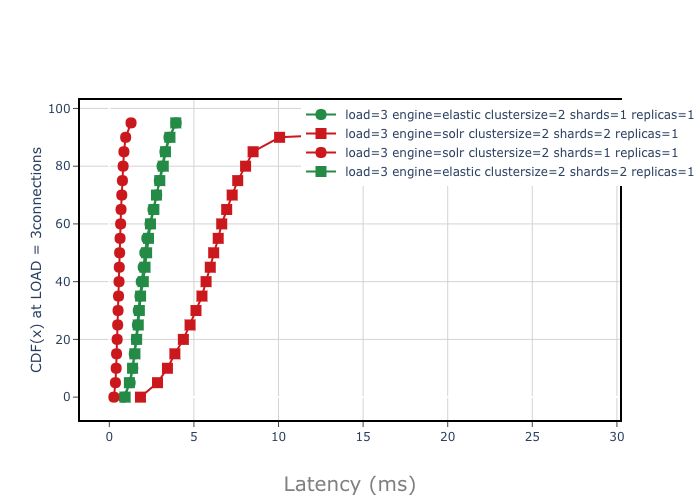 100
80
60
40
20
0
CDF(x) at LOAD = 3connections
load=3 engine=elastic clustersize=2 shards=1 replicas=1
load=3 engine=solr clustersize=2 shards=2 replicas=1
load=3 engine=solr clustersize=2 shards=1 replicas=1
load=3 engine=elastic clustersize=2 shards=2 replicas=1
0 5 10 15 20 25 30
Latency (ms)